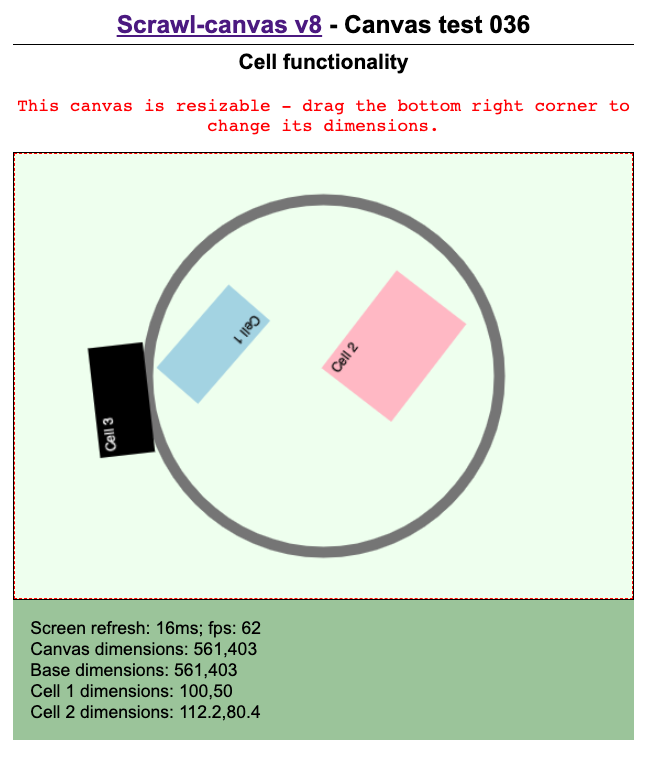 Scrawl-canvas v8 - Canvas test 036
Cell functionality
This canvas is resizable - drag the bottom right corner to
change its dimensions.
Cell 1
Cell 2
Cell 3
Screen refresh: 16ms; fps: 62
Canvas dimensions: 561,403
Base dimensions: 561,403
Cell 1 dimensions: 100,50
Cell 2 dimensions: 112.2,80.4